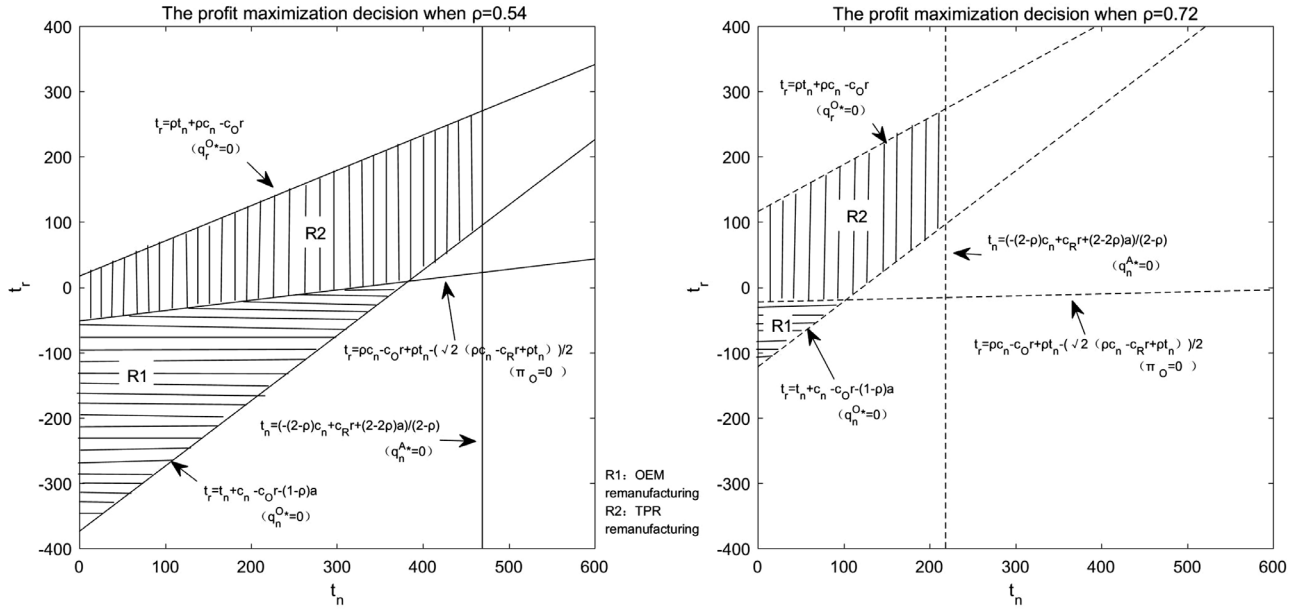 The profit maximization decision when ρ=0.54
400
300
200
100
0
-100
-200
-300
-400
t_r
0
100
200
300
400
500
600
t_n
t_r=ρt_n+ρc_n -c_Or
(q_r^O*=0)
R2
R1
t_r=ρc_n-c_Or+ρt_n-(√2 (ρc_n -c_Rr+ρt_n) )/2
(π_O=0 )
t_n=(-(2-ρ)c_n+c_Rr+(2-2ρ)a)/(2-ρ)
(q_n^A*=0)
t_r=t_n+c_n -c_Or-(1-ρ)a
(q_n^O*=0)
R1: OEM
remanufacturing
R2: TPR
remanufacturing
The profit maximization decision when ρ=0.72
400
300
200
100
0
-100
-200
-300
-400
t_r
0
100
200
300
400
500
600
t_n
t_r=ρt_n+ρc_n -c_Or
(q_r^O*=0)
R2
t_n=(-(2-ρ)c_n+c_Rr+(2-2ρ)a)/(2-ρ)
(q_n^A*=0)
R1
t_r=ρc_n-c_Or+ρt_n-(√2 (ρc_n -c_Rr+ρt_n) )/2
(π_O=0 )
t_r=t_n+c_n -c_Or-(1-ρ)a
(q_n^O*=0)